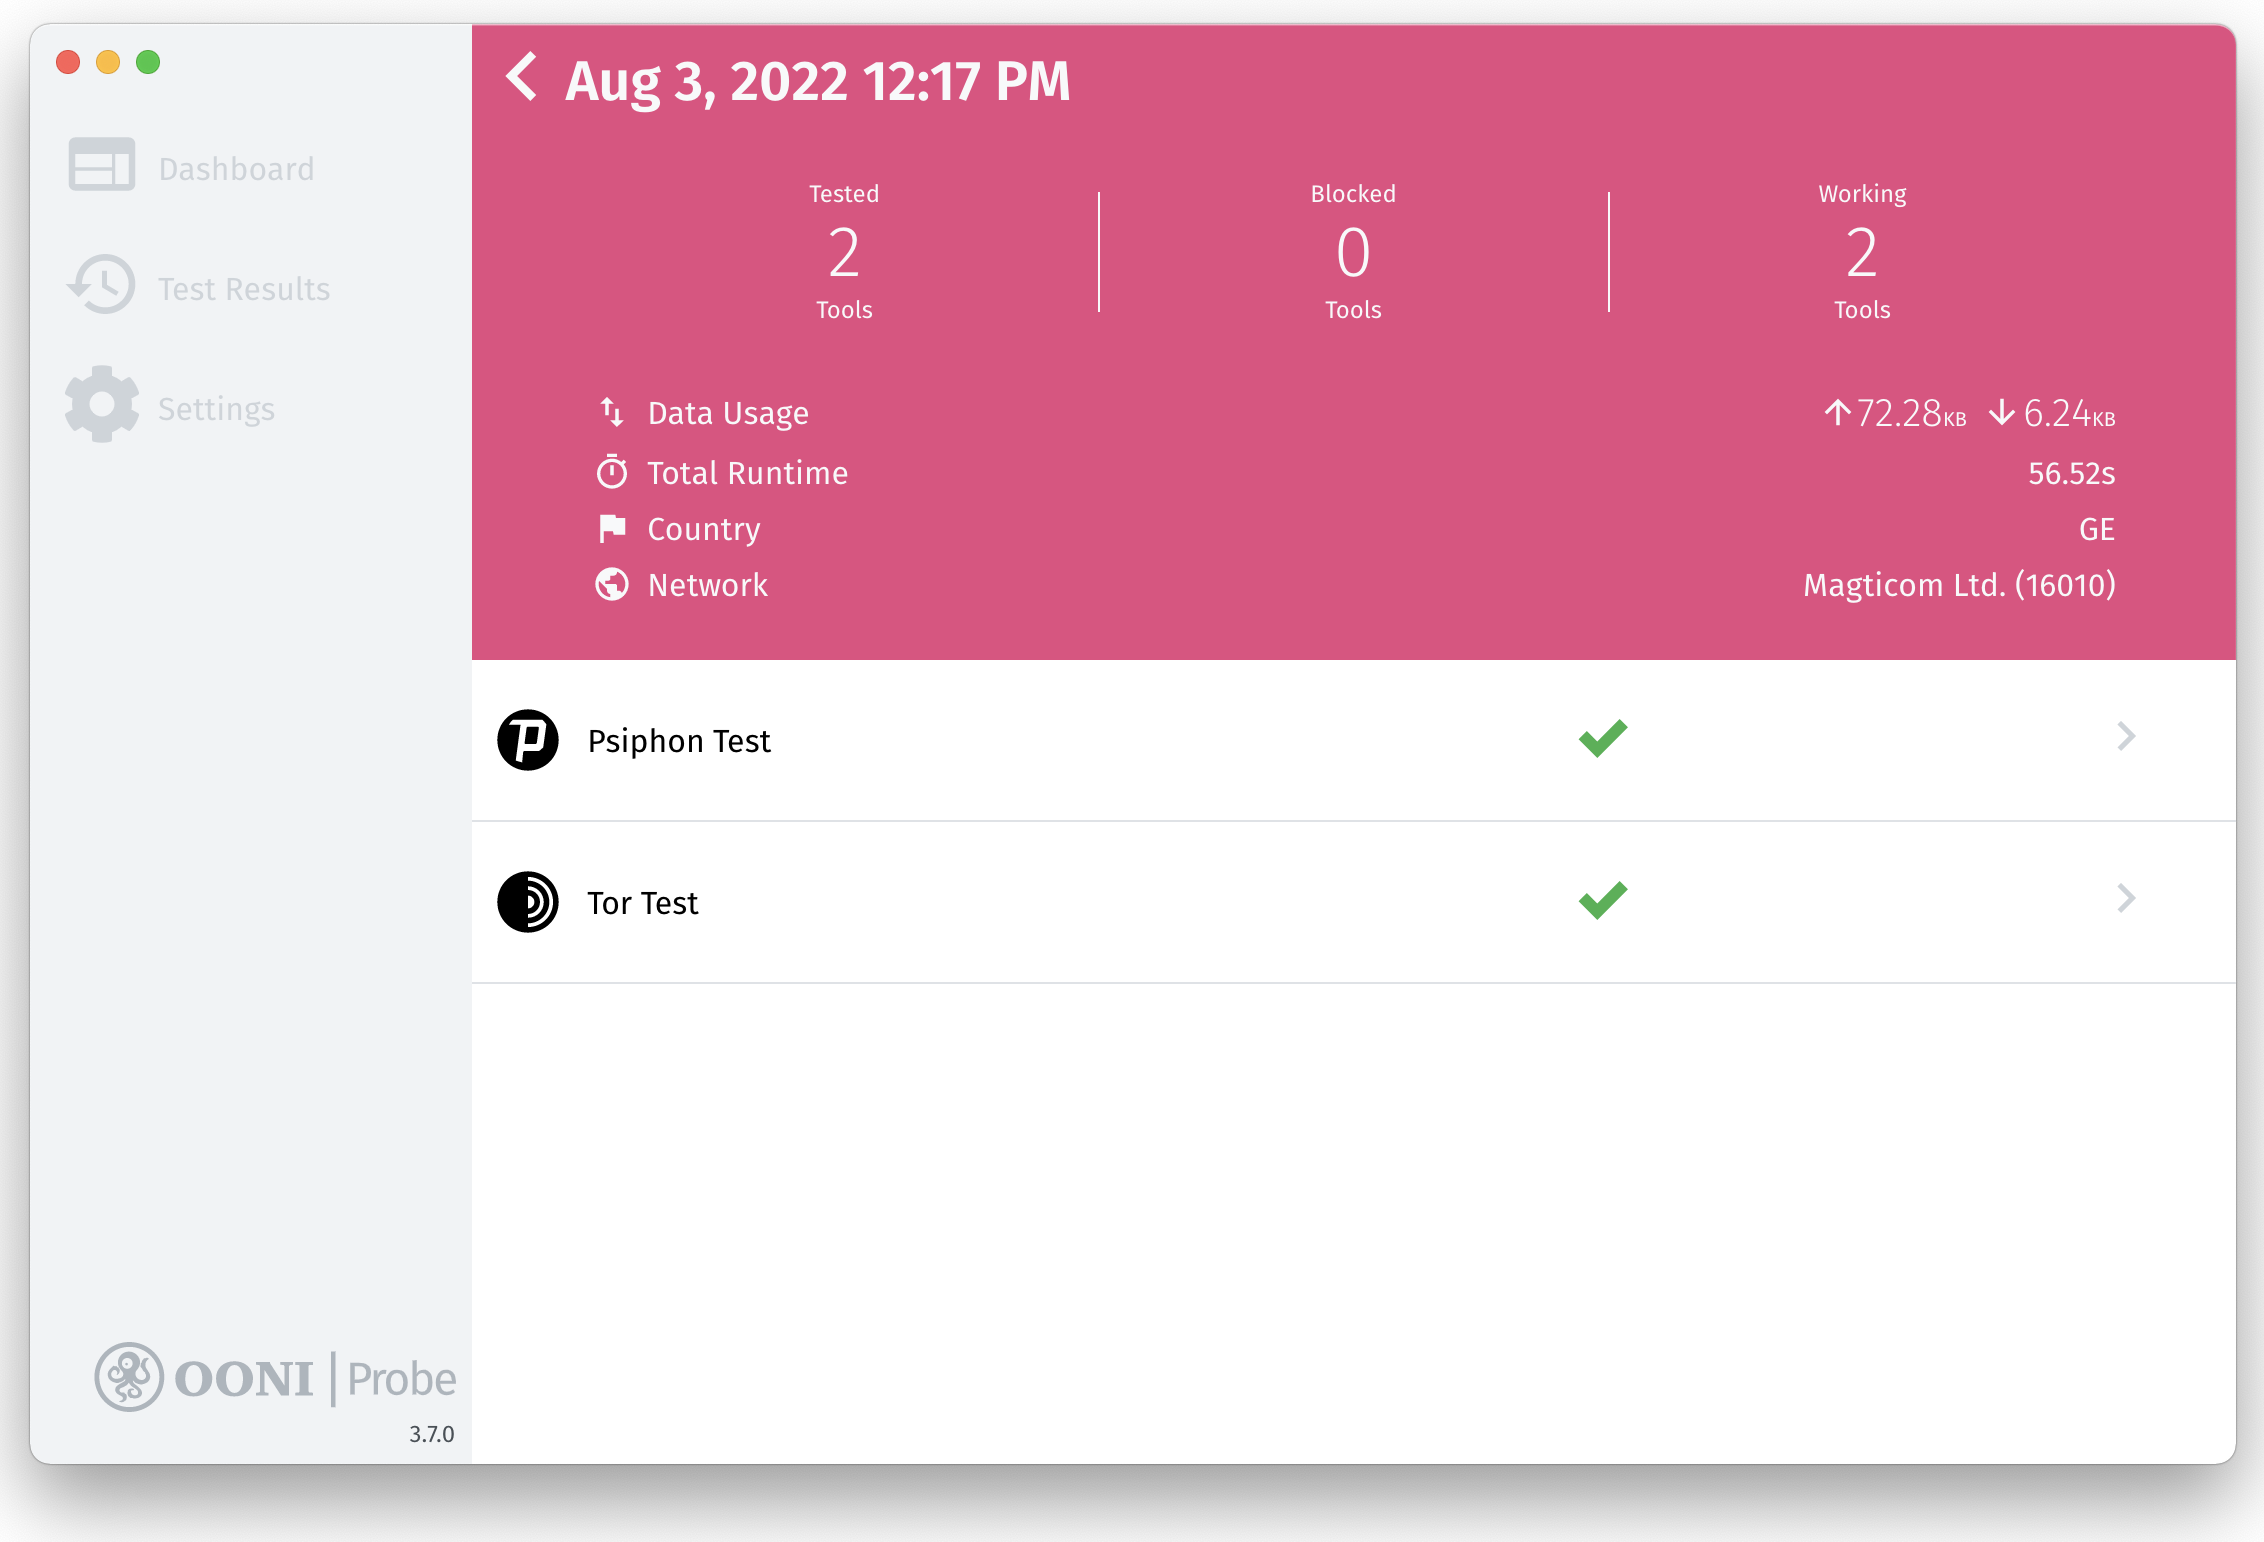 Dashboard
Test Results
Settings
OONI | Probe
3.7.0
Aug 3, 2022 12:17 PM
Tested
2
Tools
Blocked
0
Tools
Working
2
Tools
Data Usage ↑72.28KB ↓6.24KB
Total Runtime 56.52s
Country GE
Network Magticom Ltd. (16010)
Psiphon Test
Tor Test